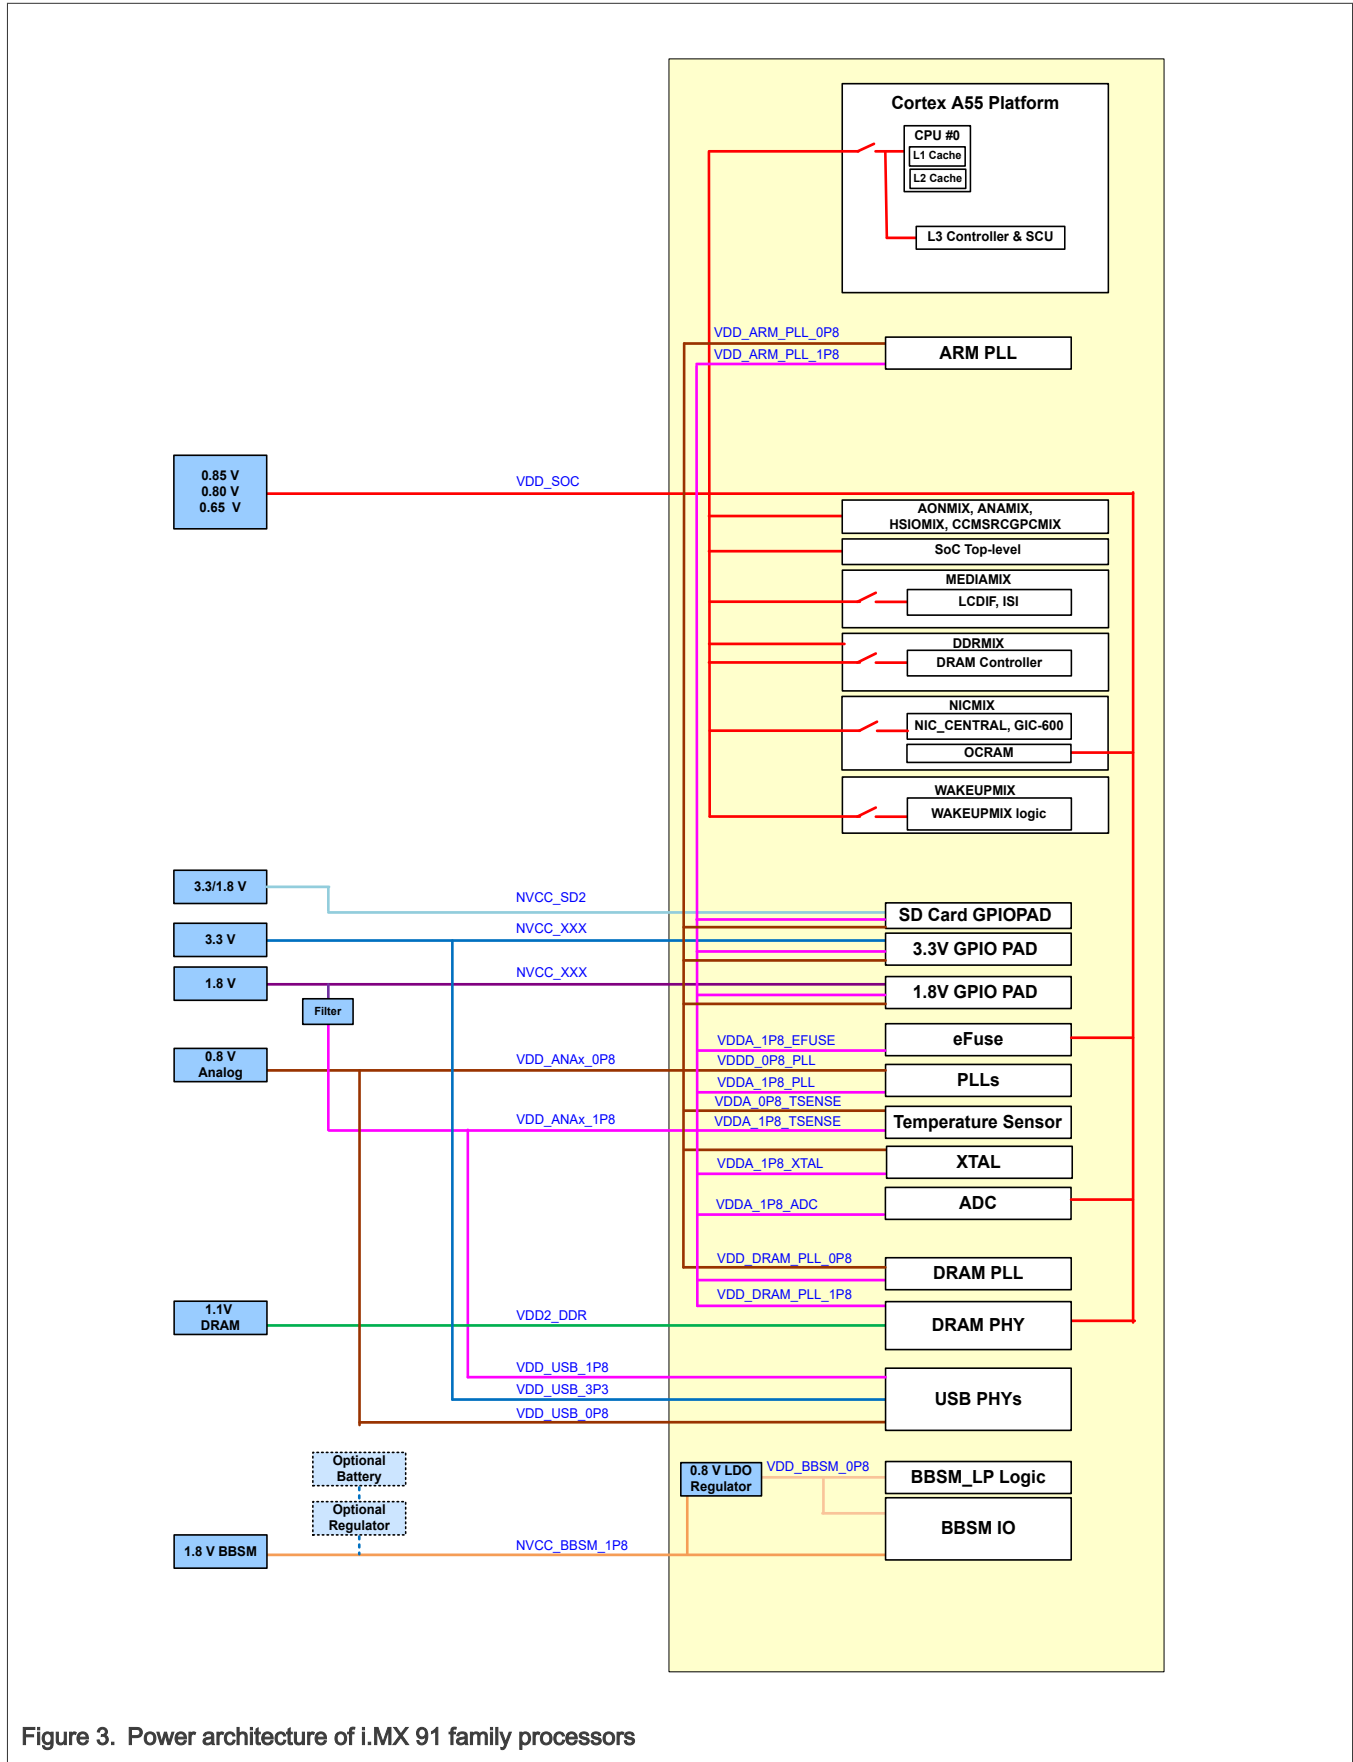 Cortex A55 Platform
CPU #0
L1 Cache
L2 Cache
L3 Controller & SCU
VDD_ARM_PLL_0P8
VDD_ARM_PLL_1P8
ARM PLL
0.85 V
0.80 V
0.65 V
VDD_SOC
AONMIX, ANAMIX,
HSIOMIX, CCMSRCGPCMIX
SoC Top-level
MEDIAMIX
LCDIF, ISI
DDRMIX
DRAM Controller
NICMIX
NIC_CENTRAL, GIC-600
OCRAM
WAKEUPMIX
WAKEUPMIX logic
3.3/1.8 V
NVCC_SD2
SD Card GPIOPAD
3.3 V
NVCC_XXX
3.3V GPIO PAD
1.8 V
NVCC_XXX
1.8V GPIO PAD
Filter
VDDA_1P8_EFUSE
eFuse
0.8 V
Analog
VDD_ANAx_0P8
VDDD_0P8_PLL
VDDA_1P8_PLL
PLLs
VDDA_0P8_TSENSE
VDD_ANAx_1P8
VDDA_1P8_TSENSE
Temperature Sensor
VDDA_1P8_XTAL
XTAL
VDDA_1P8_ADC
ADC
VDD_DRAM_PLL_0P8
DRAM PLL
VDD_DRAM_PLL_1P8
1.1V
DRAM
VDD2_DDR
DRAM PHY
VDD_USB_1P8
VDD_USB_3P3
VDD_USB_0P8
USB PHYs
Optional
Battery
Optional
Regulator
0.8 V LDO
Regulator
VDD_BBSM_0P8
BBSM_LP Logic
BBSM IO
1.8 V BBSM
NVCC_BBSM_1P8
Figure 3. Power architecture of i.MX 91 family processors